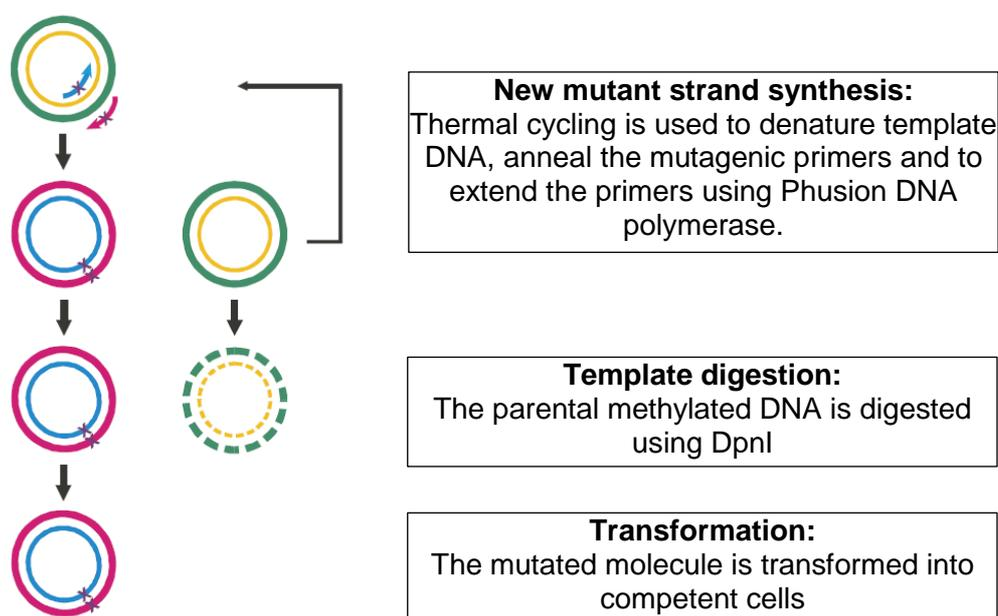 New mutant strand synthesis:
Thermal cycling is used to denature template
DNA, anneal the mutagenic primers and to
extend the primers using Phusion DNA
polymerase.
Template digestion:
The parental methylated DNA is digested
using DpnI
Transformation:
The mutated molecule is transformed into
competent cells